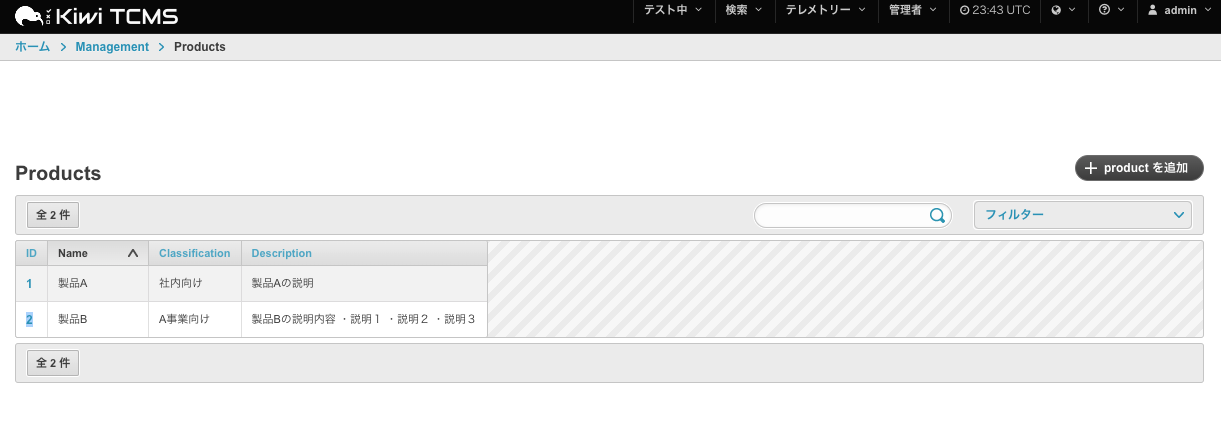 Kiwi TCMS テスト中 検索 テレメトリー 管理者 23:43 UTC admin
ホーム > Management > Products
Products
product を追加
全 2 件 フィルター
ID Name Classification Description
1 製品A 社内向け 製品Aの説明
2 製品B A事業向け 製品Bの説明内容 ・説明１ ・説明２ ・説明３
全 2 件